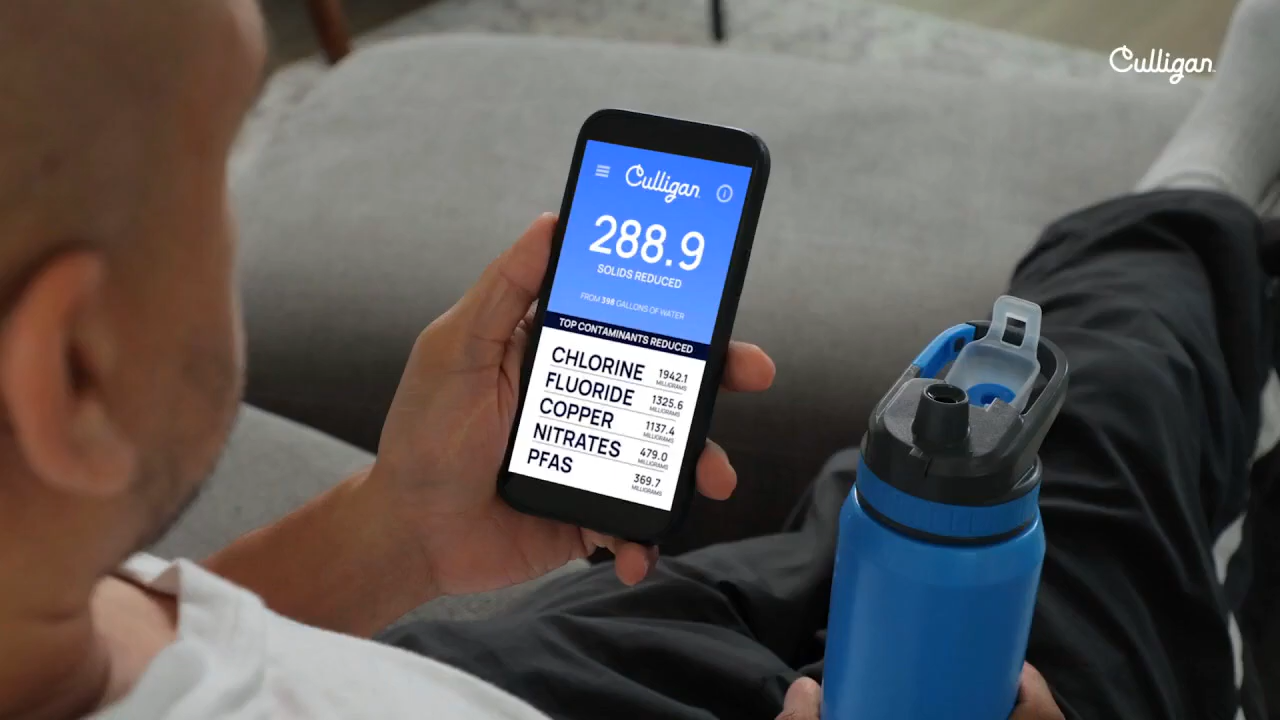 Culligan
Culligan
288.9
SOLIDS REDUCED
FROM 398 GALLONS OF WATER
TOP CONTAMINANTS REDUCED
CHLORINE 1942.1
MILLIGRAMS
FLUORIDE 1325.6
MILLIGRAMS
COPPER 1137.4
MILLIGRAMS
NITRATES 479.0
MILLIGRAMS
PFAS 369.7
MILLIGRAMS